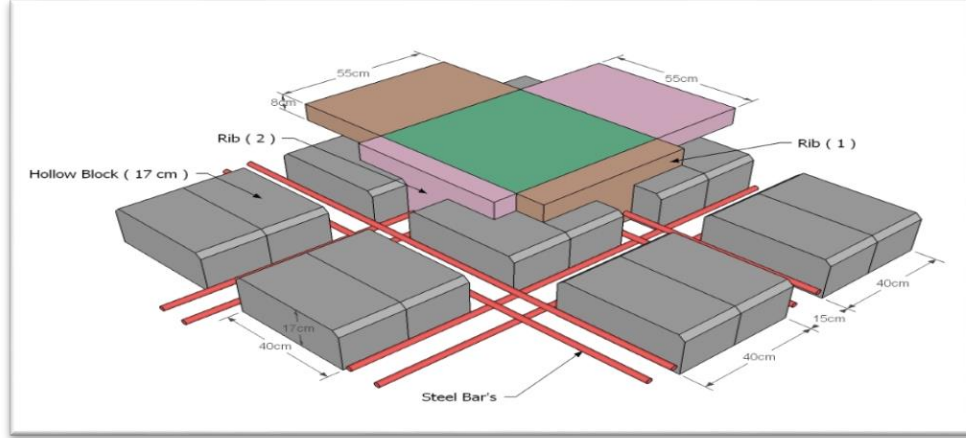 55cm
55cm
8cm
Rib ( 2 )
Rib ( 1 )
Hollow Block ( 17 cm )
40cm
15cm
17cm
40cm
40cm
Steel Bar's